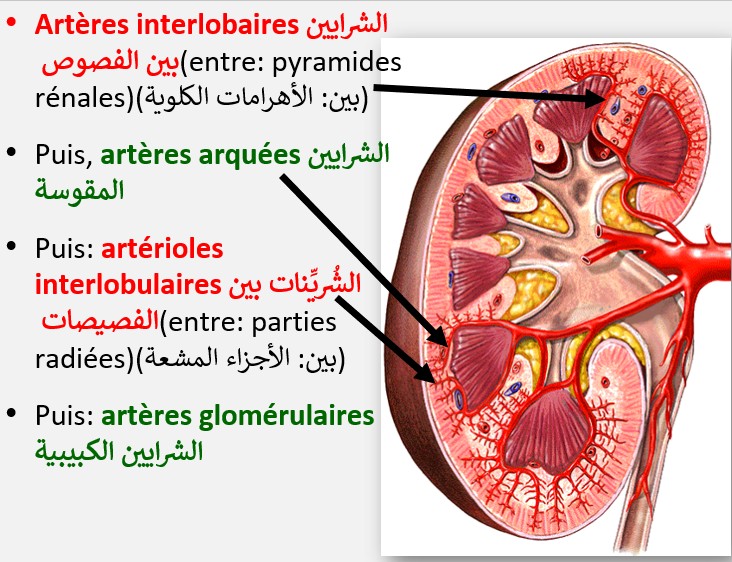 • Artères interlobaires الشرايين
بين الفصوص(entre: pyramides
rénales)(بين: الأهرامات الكلوية)
• Puis, artères arquées الشرايين
المقوسة
• Puis: artérioles
interlobulaires الشُريِّنات بين
الفصيصات(entre: parties
radiées)(بين: الأجزاء المشعة)
• Puis: artères glomérulaires
الشرايين الكبيبية